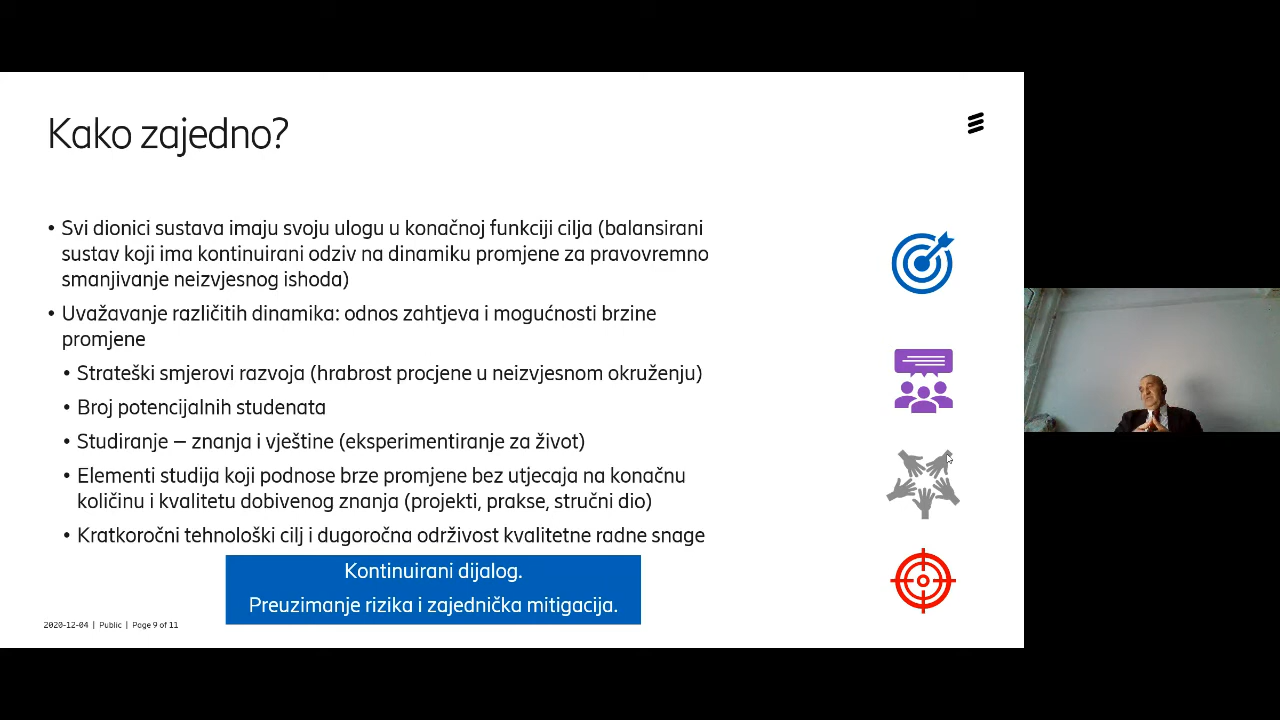 Kako zajedno?
• Svi dionici sustava imaju svoju ulogu u konačnoj funkciji cilja (balansirani
sustav koji ima kontinuirani odziv na dinamiku promjene za pravovremno
smanjivanje neizvjesnog ishoda)
• Uvažavanje različitih dinamika: odnos zahtjeva i mogućnosti brzine
promjene
• Strateški smjerovi razvoja (hrabrost procjene u neizvjesnom okruženju)
• Broj potencijalnih studenata
• Studiranje – znanja i vještine (eksperimentiranje za život)
• Elementi studija koji podnose brze promjene bez utjecaja na konačnu
količinu i kvalitetu dobivenog znanja (projekti, prakse, stručni dio)
• Kratkoročni tehnološki cilj i dugoročna održivost kvalitetne radne snage
Kontinuirani dijalog.
Preuzimanje rizika i zajednička mitigacija.
2020-12-04 | Public | Page 9 of 11